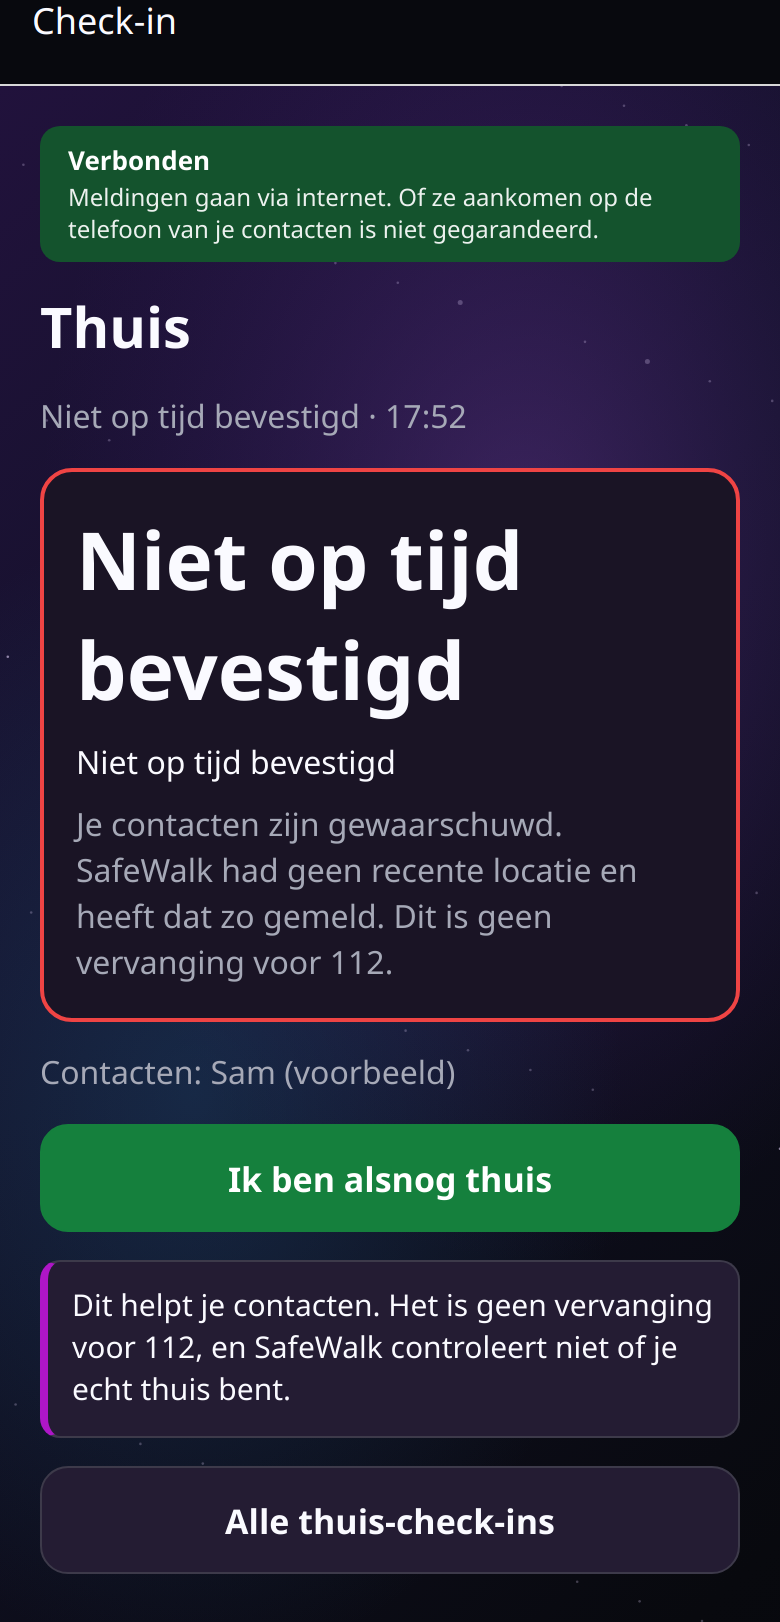 Check-in
Verbonden
Meldingen gaan via internet. Of ze aankomen op de
telefoon van je contacten is niet gegarandeerd.
Thuis
Niet op tijd bevestigd · 17:52
Niet op tijd
bevestigd
Niet op tijd bevestigd
Je contacten zijn gewaarschuwd.
SafeWalk had geen recente locatie en
heeft dat zo gemeld. Dit is geen
vervanging voor 112.
Contacten: Sam (voorbeeld)
Ik ben alsnog thuis
Dit helpt je contacten. Het is geen vervanging
voor 112, en SafeWalk controleert niet of je
echt thuis bent.
Alle thuis-check-ins